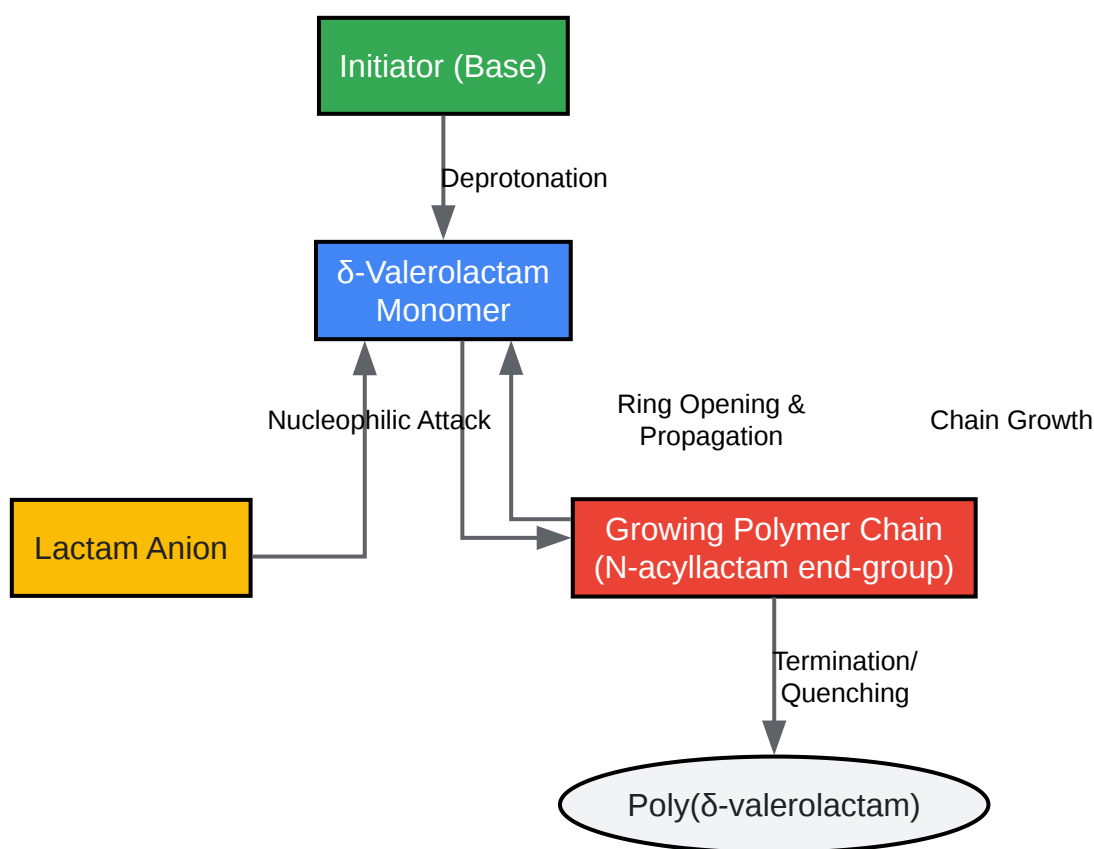 Initiator (Base)
Deprotonation
δ-Valerolactam
Monomer
Nucleophilic Attack
Ring Opening &
Propagation
Chain Growth
Lactam Anion
Growing Polymer Chain
(N-acyllactam end-group)
Termination/
Quenching
Poly(δ-valerolactam)